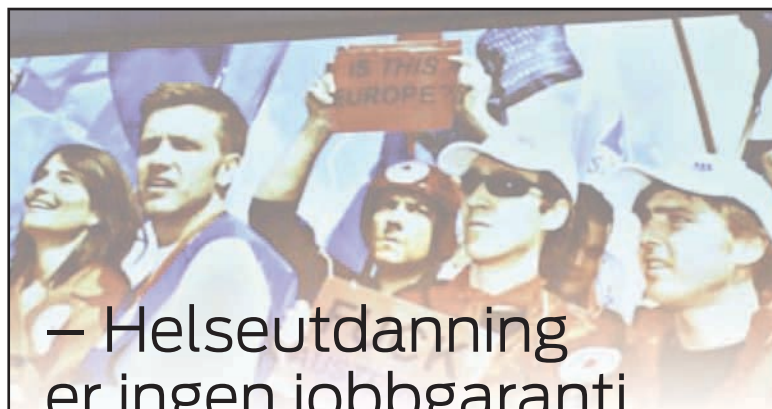 IS THIS
EUROPE?
– Helseutdanning
er ingen jobbgaranti